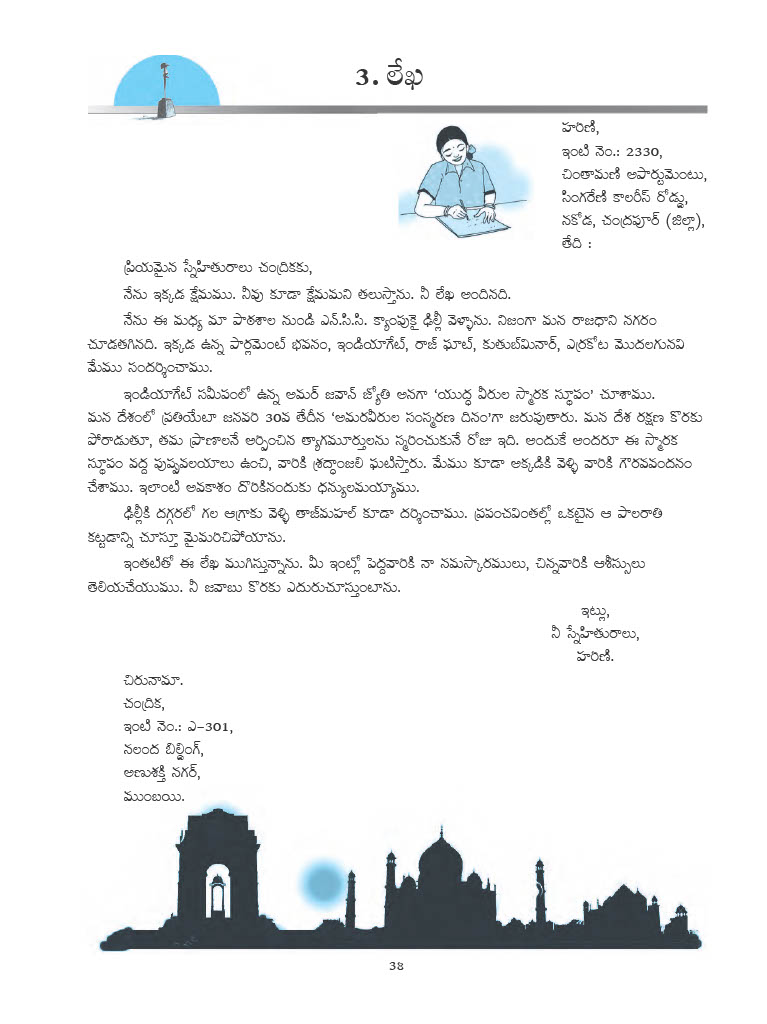 3. లేఖ
హరిణి,
ఇంటి నెం.: 2330,
చింతామణి అపార్టుమెంటు,
సింగరేణి కాలరీస్ రోడ్డు,
నకోడ, చంద్రపూర్ (జిల్లా),
తేది :
ప్రియమైన స్నేహితురాలు చంద్రికకు,
నేను ఇక్కడ క్షేమము. నీవు కూడా క్షేమమని తలుస్తాను. నీ లేఖ అందినది.
నేను ఈ మధ్య మా పాఠశాల నుండి ఎన్.సి.సి. క్యాంపుకై ఢిల్లీ వెళ్ళాను. నిజంగా మన రాజధాని నగరం
చూడతగినది. ఇక్కడ ఉన్న పార్లమెంట్ భవనం, ఇండియాగేట్, రాజ్ ఘాట్, కుతుబ్‌మినార్, ఎర్రకోట మొదలగునవి
మేము సందర్శించాము.
ఇండియాగేట్ సమీపంలో ఉన్న అమర్ జవాన్ జ్యోతి అనగా ‘యుద్ధ వీరుల స్మారక స్థూపం’ చూశాము.
మన దేశంలో ప్రతియేటా జనవరి 30వ తేదీన ‘అమరవీరుల సంస్మరణ దినం’గా జరుపుతారు. మన దేశ రక్షణ కొరకు
పోరాడుతూ, తమ ప్రాణాలనే అర్పించిన త్యాగమూర్తులను స్మరించుకునే రోజు ఇది. అందుకే అందరూ ఈ స్మారక
స్థూపం వద్ద పుష్పవలయాలు ఉంచి, వారికి శ్రద్ధాంజలి ఘటిస్తారు. మేము కూడా అక్కడికి వెళ్ళి వారికి గౌరవవందనం
చేశాము. ఇలాంటి అవకాశం దొరికినందుకు ధన్యులమయ్యాము.
ఢిల్లీకి దగ్గరలో గల ఆగ్రాకు వెళ్ళి తాజ్‌మహల్ కూడా దర్శించాము. ప్రపంచవింతల్లో ఒకటైన ఆ పాలరాతి
కట్టడాన్ని చూస్తూ మైమరిచిపోయాను.
ఇంతటితో ఈ లేఖ ముగిస్తున్నాను. మీ ఇంట్లో పెద్దవారికి నా నమస్కారములు, చిన్నవారికి ఆశీస్సులు
తెలియచేయుము. నీ జవాబు కొరకు ఎదురుచూస్తుంటాను.
ఇట్లు,
నీ స్నేహితురాలు,
హరిణి.
చిరునామా.
చంద్రిక,
ఇంటి నెం.: ఎ–301,
నలంద బిల్డింగ్,
అణుశక్తి నగర్,
ముంబయి.
38